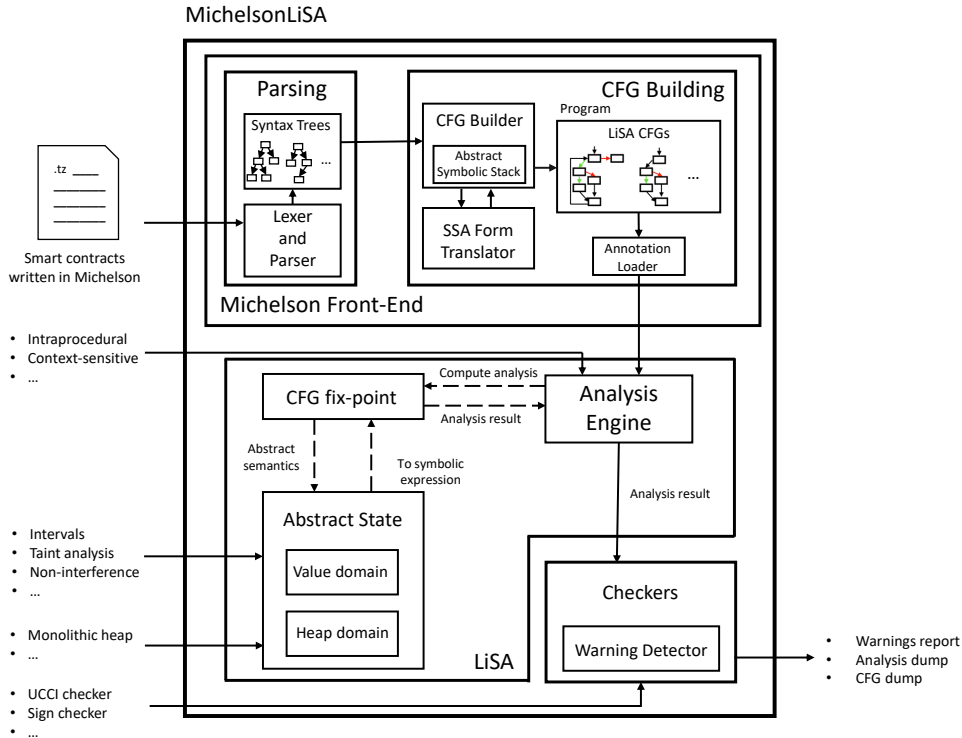 MichelsonLiSA
Parsing
Syntax Trees
...
Lexer
and
Parser
CFG Building
CFG Builder
Abstract
Symbolic Stack
SSA Form
Translator
Program
LiSA CFGs
...
Annotation
Loader
Michelson Front-End
.tz
Smart contracts
written in Michelson
• Intraprocedural
• Context-sensitive
• ...
CFG fix-point
Compute analysis
Analysis result
Analysis
Engine
Abstract
semantics
To symbolic
expression
Analysis result
Abstract State
Value domain
Heap domain
LiSA
• Intervals
• Taint analysis
• Non-interference
• ...
• Monolithic heap
• ...
• UCCI checker
• Sign checker
• ...
Checkers
Warning Detector
• Warnings report
• Analysis dump
• CFG dump